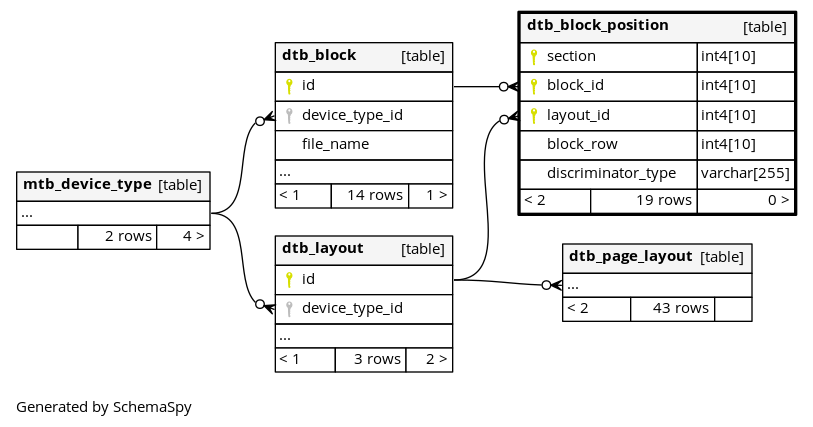 mtb_device_type [table]
...
2 rows 4 >
dtb_block [table]
id
device_type_id
file_name
...
< 1 14 rows 1 >
dtb_layout [table]
id
device_type_id
...
< 1 3 rows 2 >
dtb_block_position [table]
section int4[10]
block_id int4[10]
layout_id int4[10]
block_row int4[10]
discriminator_type varchar[255]
< 2 19 rows 0 >
dtb_page_layout [table]
...
< 2 43 rows
Generated by SchemaSpy